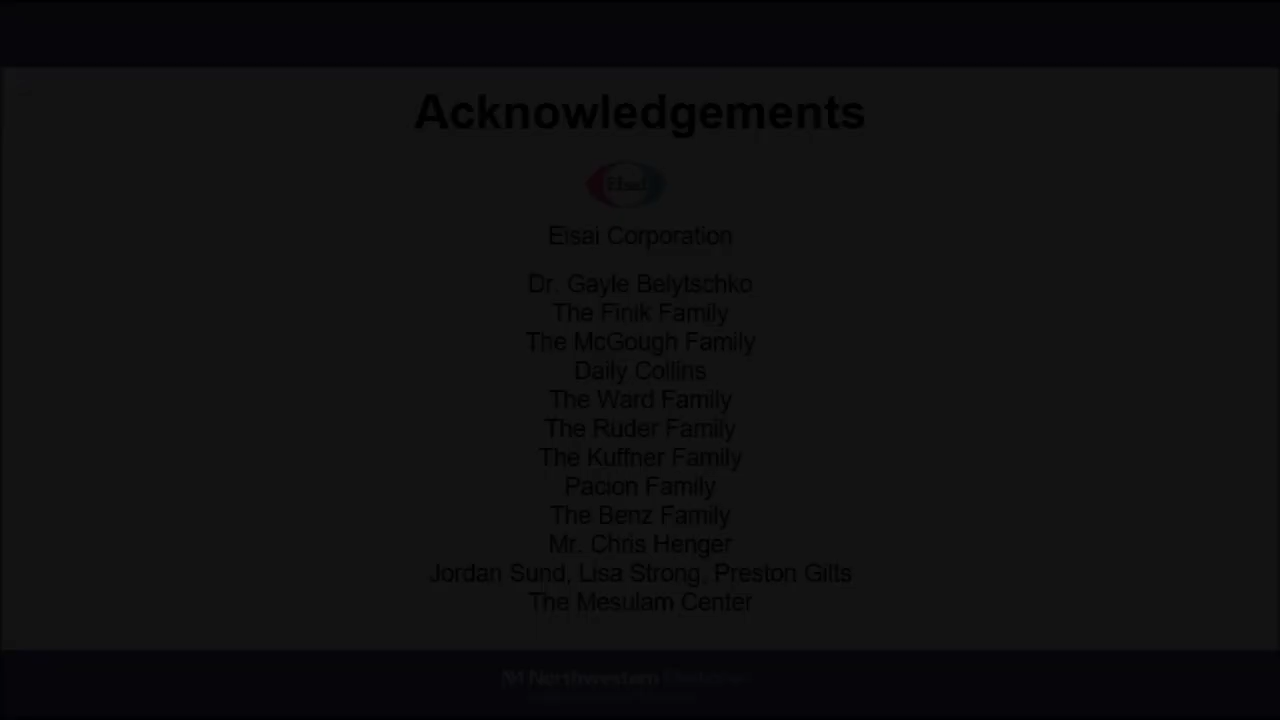 Acknowledgements
Eisai
Eisai Corporation
Dr. Gayle Belytschko
The Finik Family
The McGough Family
Daily Collins
The Ward Family
The Ruder Family
The Kuffner Family
Pacion Family
The Benz Family
Mr. Chris Henger
Jordan Sund, Lisa Strong, Preston Gilts
The Mesulam Center
Northwestern